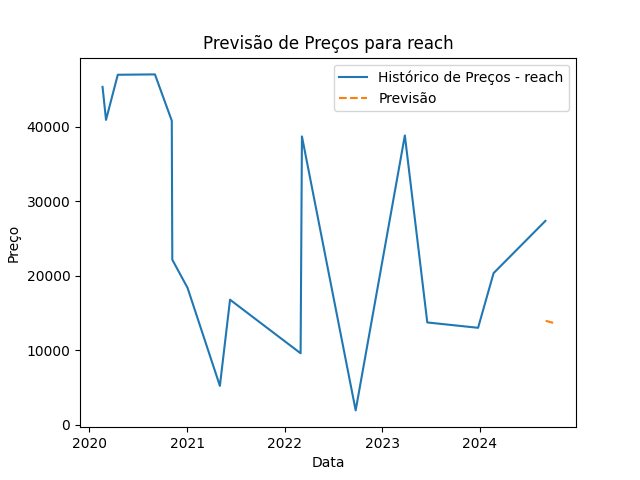 Previsão de Preços para reach
Histórico de Preços - reach
Previsão
40000
30000
20000
10000
0
Preço
2020 2021 2022 2023 2024
Data